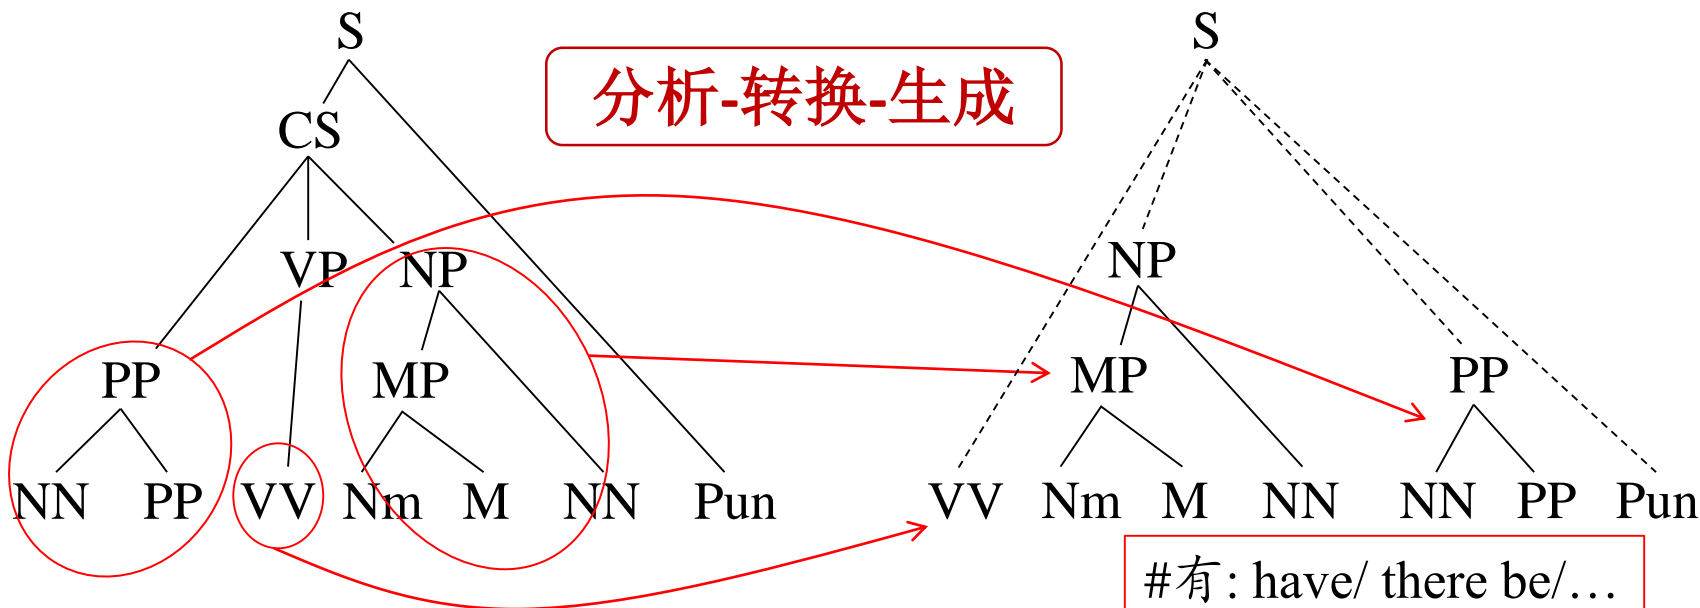 S S
分析-转换-生成
CS
VP NP NP
PP MP MP PP
NN PP VV Nm M NN Pun VV Nm M NN NN PP Pun
#有: have/ there be/…